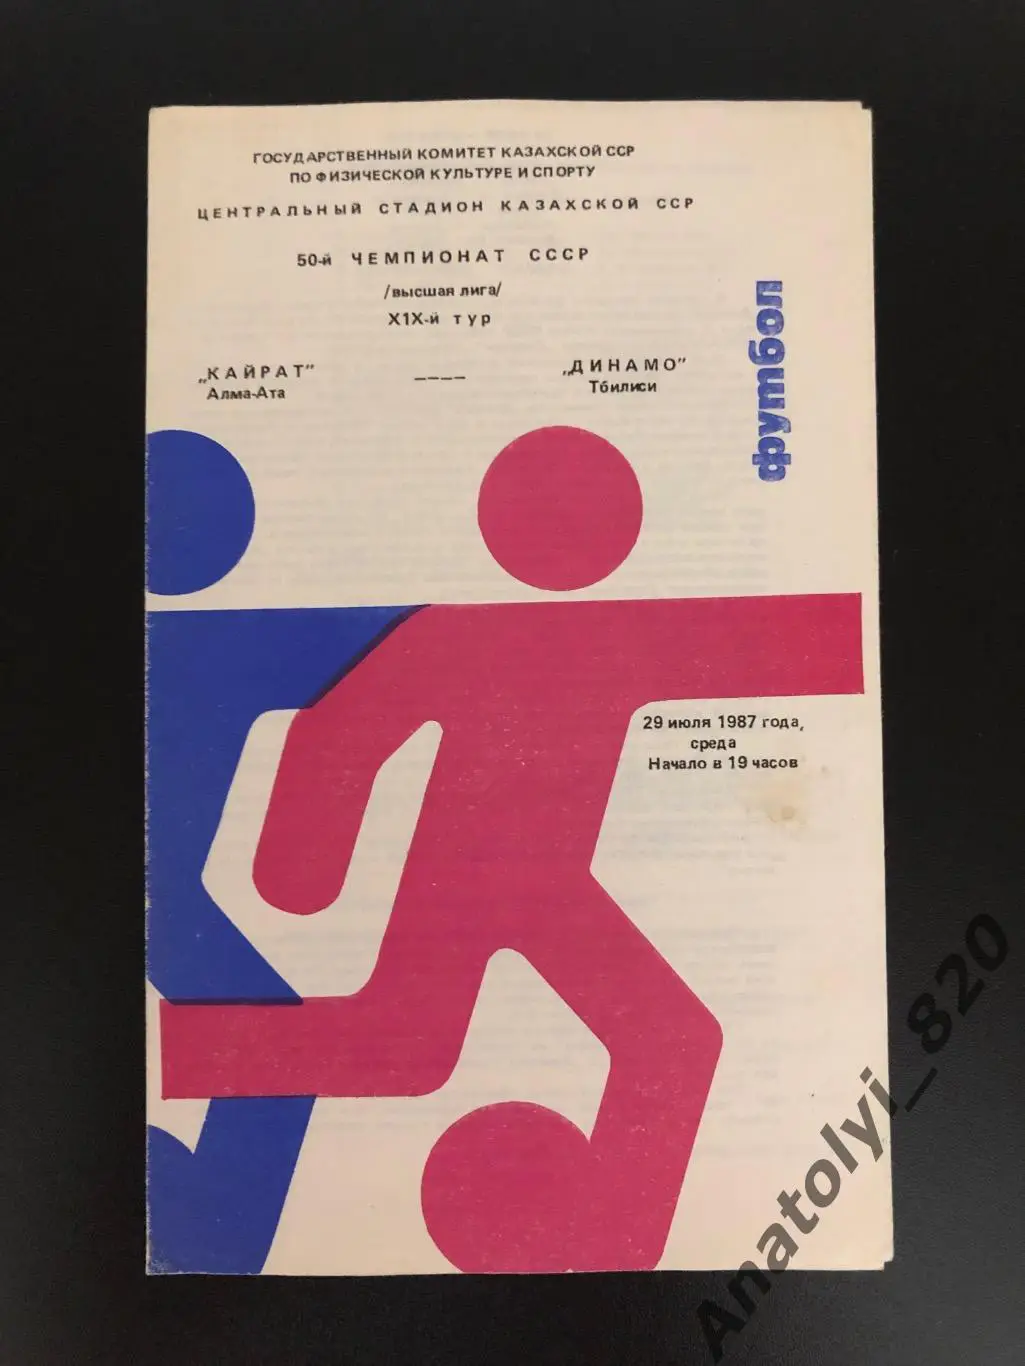 ГОСУДАРСТВЕННЫЙ КОМИТЕТ КАЗАХСКОЙ ССР
ПО ФИЗИЧЕСКОЙ КУЛЬТУРЕ И СПОРТУ
ЦЕНТРАЛЬНЫЙ СТАДИОН КАЗАХСКОЙ ССР
50-й ЧЕМПИОНАТ СССР
/высшая лига/
X1X-й тур
„КАЙРАТ" ---- „ДИНАМО"
Алма-Ата Тбилиси
футбол
29 июля 1987 года,
среда
Начало в 19 часов
Anatolyi_820